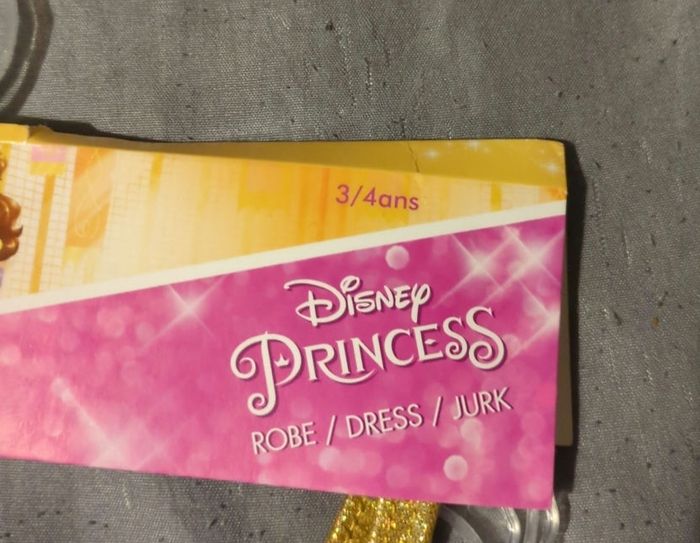 3/4ans
Disney
PRINCESS
ROBE / DRESS / JURK